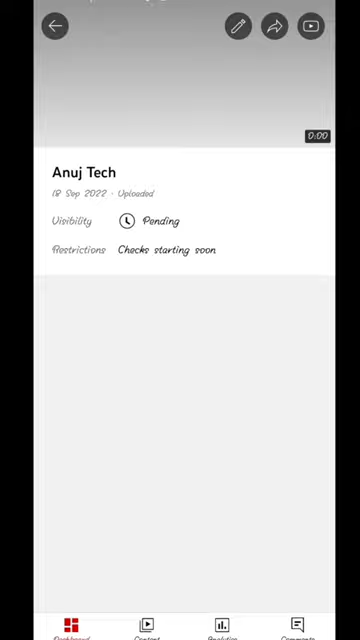 0:00
Anuj Tech
18 Sep 2022 · Uploaded
Visibility Pending
Restrictions Checks starting soon
Dashboard Content Analytics Comments